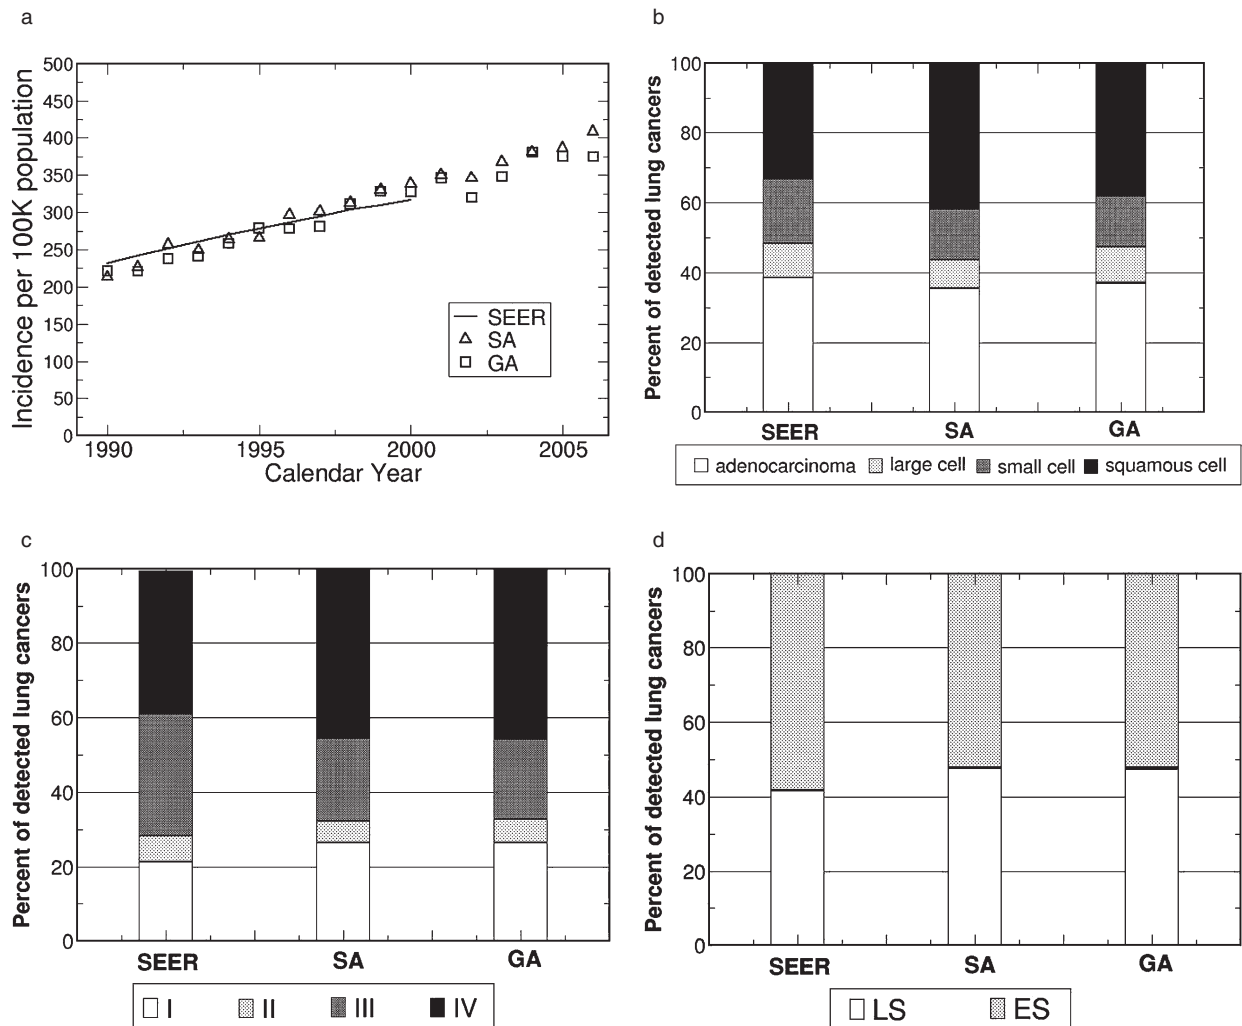 a
Incidence per 100K population
500
450
400
350
300
250
200
150
100
50
0
SEER
SA
GA
1990 1995 2000 2005
Calendar Year
b
Percent of detected lung cancers
100
80
60
40
20
0
SEER SA GA
adenocarcinoma large cell small cell squamous cell
c
Percent of detected lung cancers
100
80
60
40
20
0
SEER SA GA
I II III IV
d
Percent of detected lung cancers
100
80
60
40
20
0
SEER SA GA
LS ES